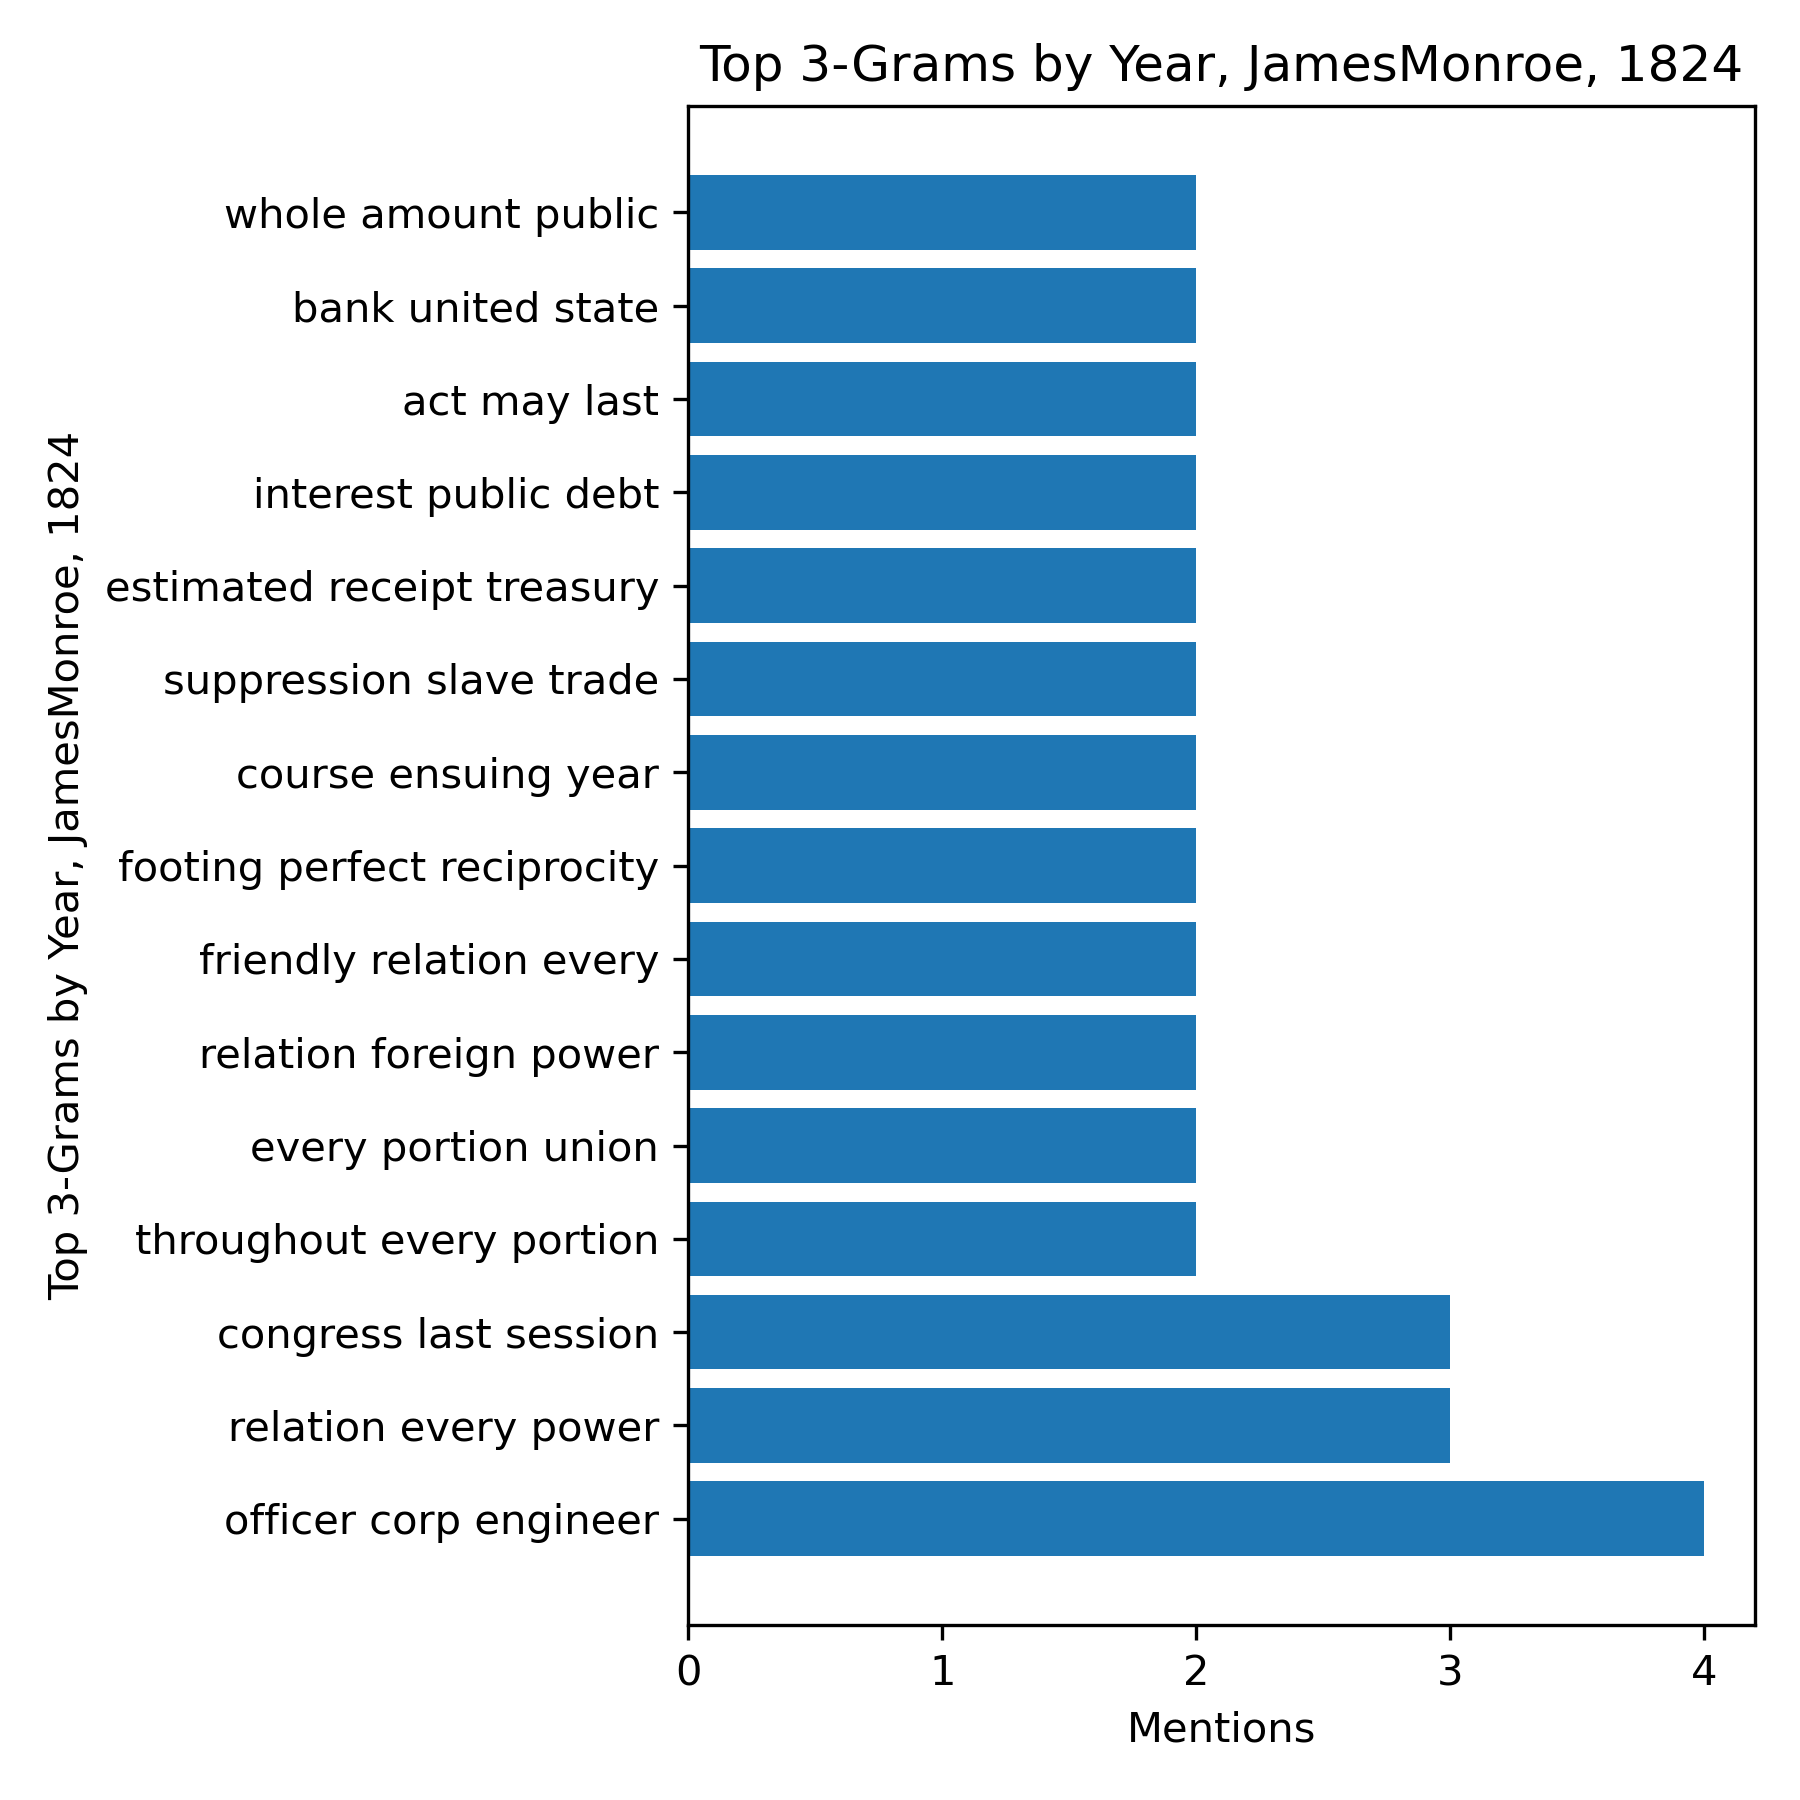 Top 3-Grams by Year, JamesMonroe, 1824
Top 3-Grams by Year, JamesMonroe, 1824
whole amount public
bank united state
act may last
interest public debt
estimated receipt treasury
suppression slave trade
course ensuing year
footing perfect reciprocity
friendly relation every
relation foreign power
every portion union
throughout every portion
congress last session
relation every power
officer corp engineer
0 1 2 3 4
Mentions